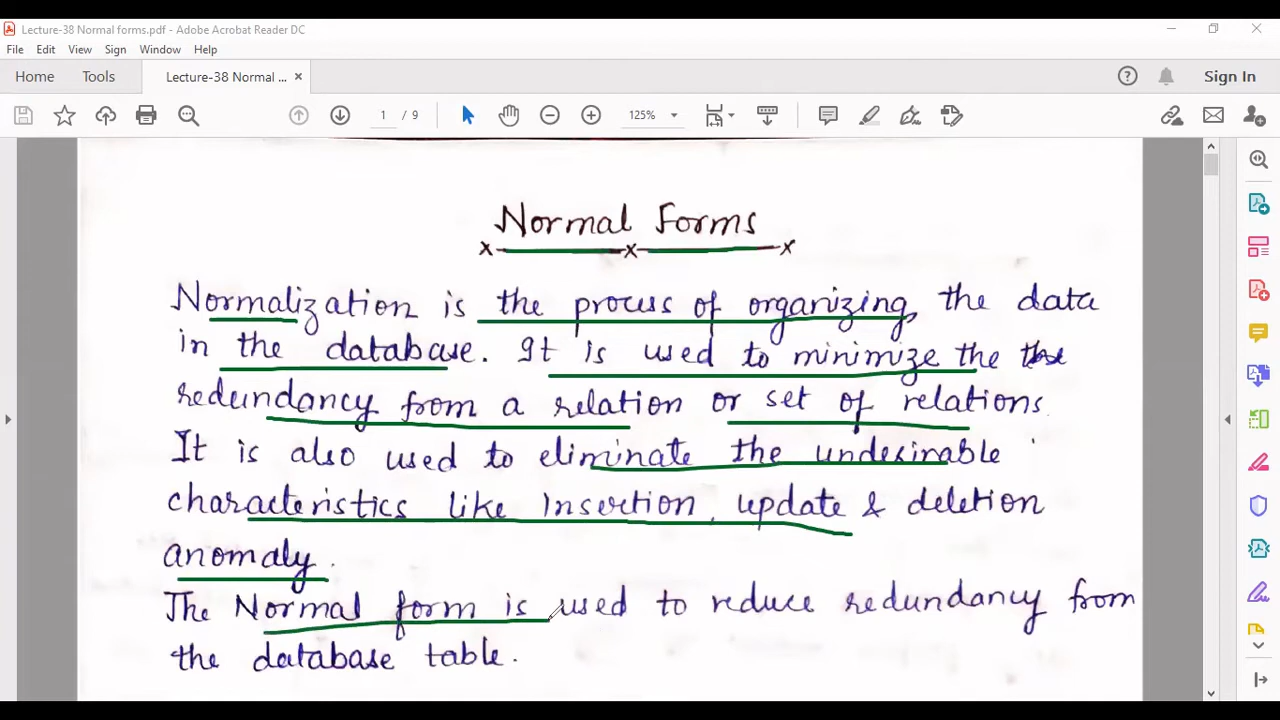 Lecture-38 Normal forms.pdf - Adobe Acrobat Reader DC
File Edit View Sign Window Help
Home Tools Lecture-38 Normal ... × Sign In
1 / 9 125%
Normal Forms
Normalization is the process of organizing the data
in the database. It is used to minimize the
redundancy from a relation or set of relations.
It is also used to eliminate the undesirable
characteristics like Insertion, update & deletion
anomaly.
The Normal form is used to reduce redundancy from
the database table.